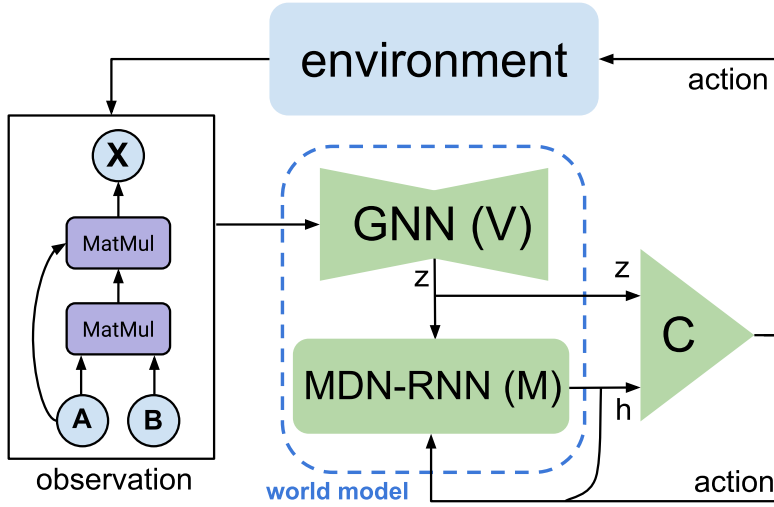 environment
action
X
MatMul
MatMul
A
B
observation
GNN (V)
z
z
MDN-RNN (M)
C
h
world model
action